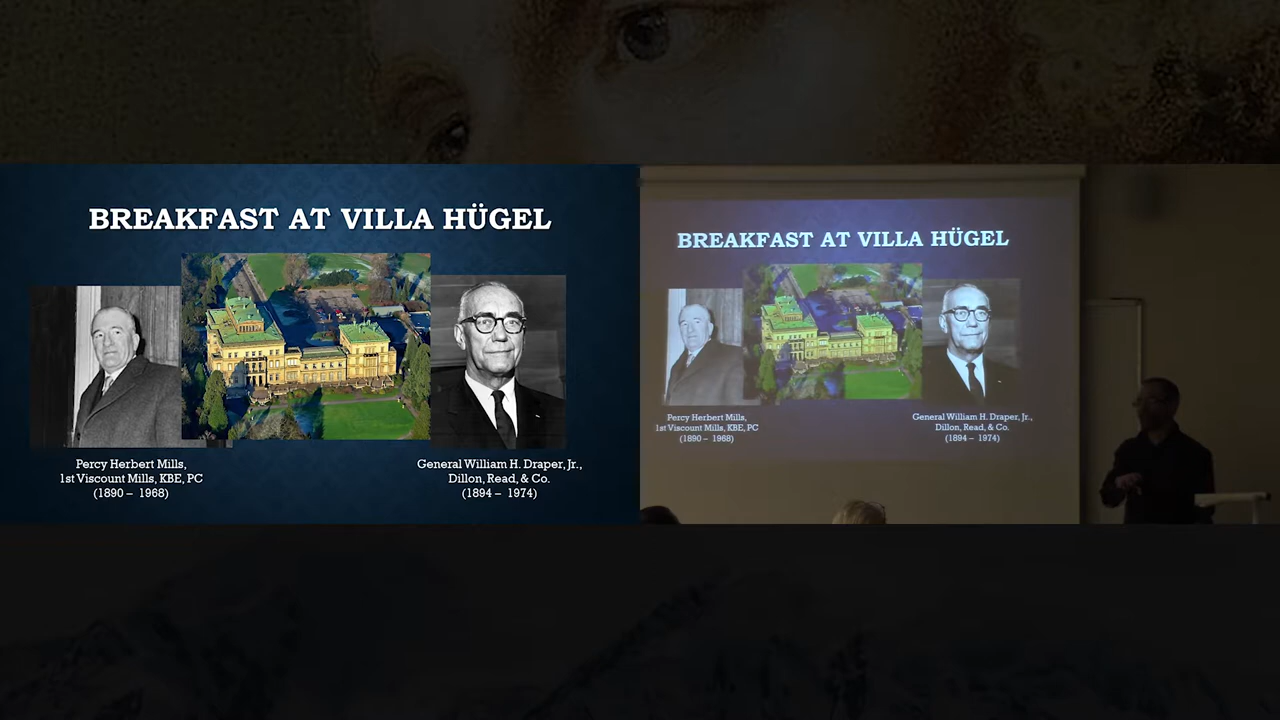 BREAKFAST AT VILLA HÜGEL
Percy Herbert Mills,
1st Viscount Mills, KBE, PC
(1890 – 1968)
General William H. Draper, Jr.,
Dillon, Read, & Co.
(1894 – 1974)
BREAKFAST AT VILLA HÜGEL
Percy Herbert Mills,
1st Viscount Mills, KBE, PC
(1890 – 1968)
General William H. Draper, Jr.,
Dillon, Read, & Co.
(1894 – 1974)